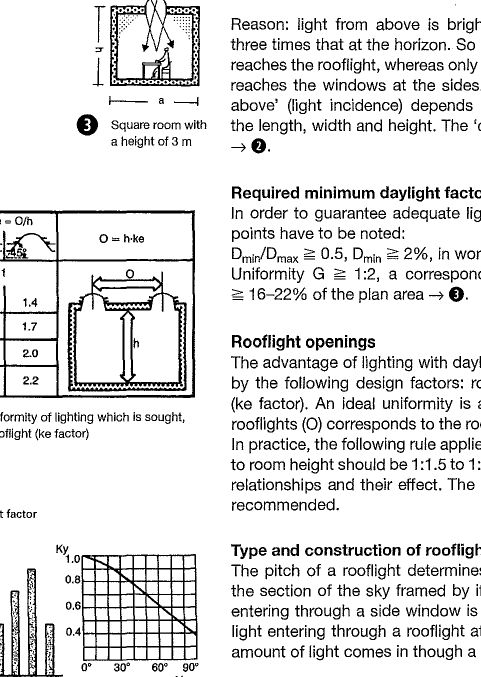 h
a
3 Square room with
a height of 3 m
Reason: light from above is brigh
three times that at the horizon. So
reaches the rooflight, whereas only
reaches the windows at the sides.
above’ (light incidence) depends
the length, width and height. The ‘
→ 2.
Required minimum daylight facto
In order to guarantee adequate lig
points have to be noted:
Dmin/Dmax ≧ 0.5, Dmin ≧ 2%, in wor
Uniformity G ≧ 1:2, a correspond
≧ 16–22% of the plan area → 3.
= O/h
O = h·ke
45°
1.4
1.7
2.0
2.2
O
h
formity of lighting which is sought,
oflight (ke factor)
Rooflight openings
The advantage of lighting with dayl
by the following design factors: ro
(ke factor). An ideal uniformity is a
rooflights (O) corresponds to the roo
In practice, the following rule applie
to room height should be 1:1.5 to 1:
relationships and their effect. The
recommended.
t factor
Ky
1.0
0.8
0.6
0.4
0° 30° 60° 90°
Type and construction of roofligh
The pitch of a rooflight determines
the section of the sky framed by it
entering through a side window is
light entering through a rooflight a
amount of light comes in though a